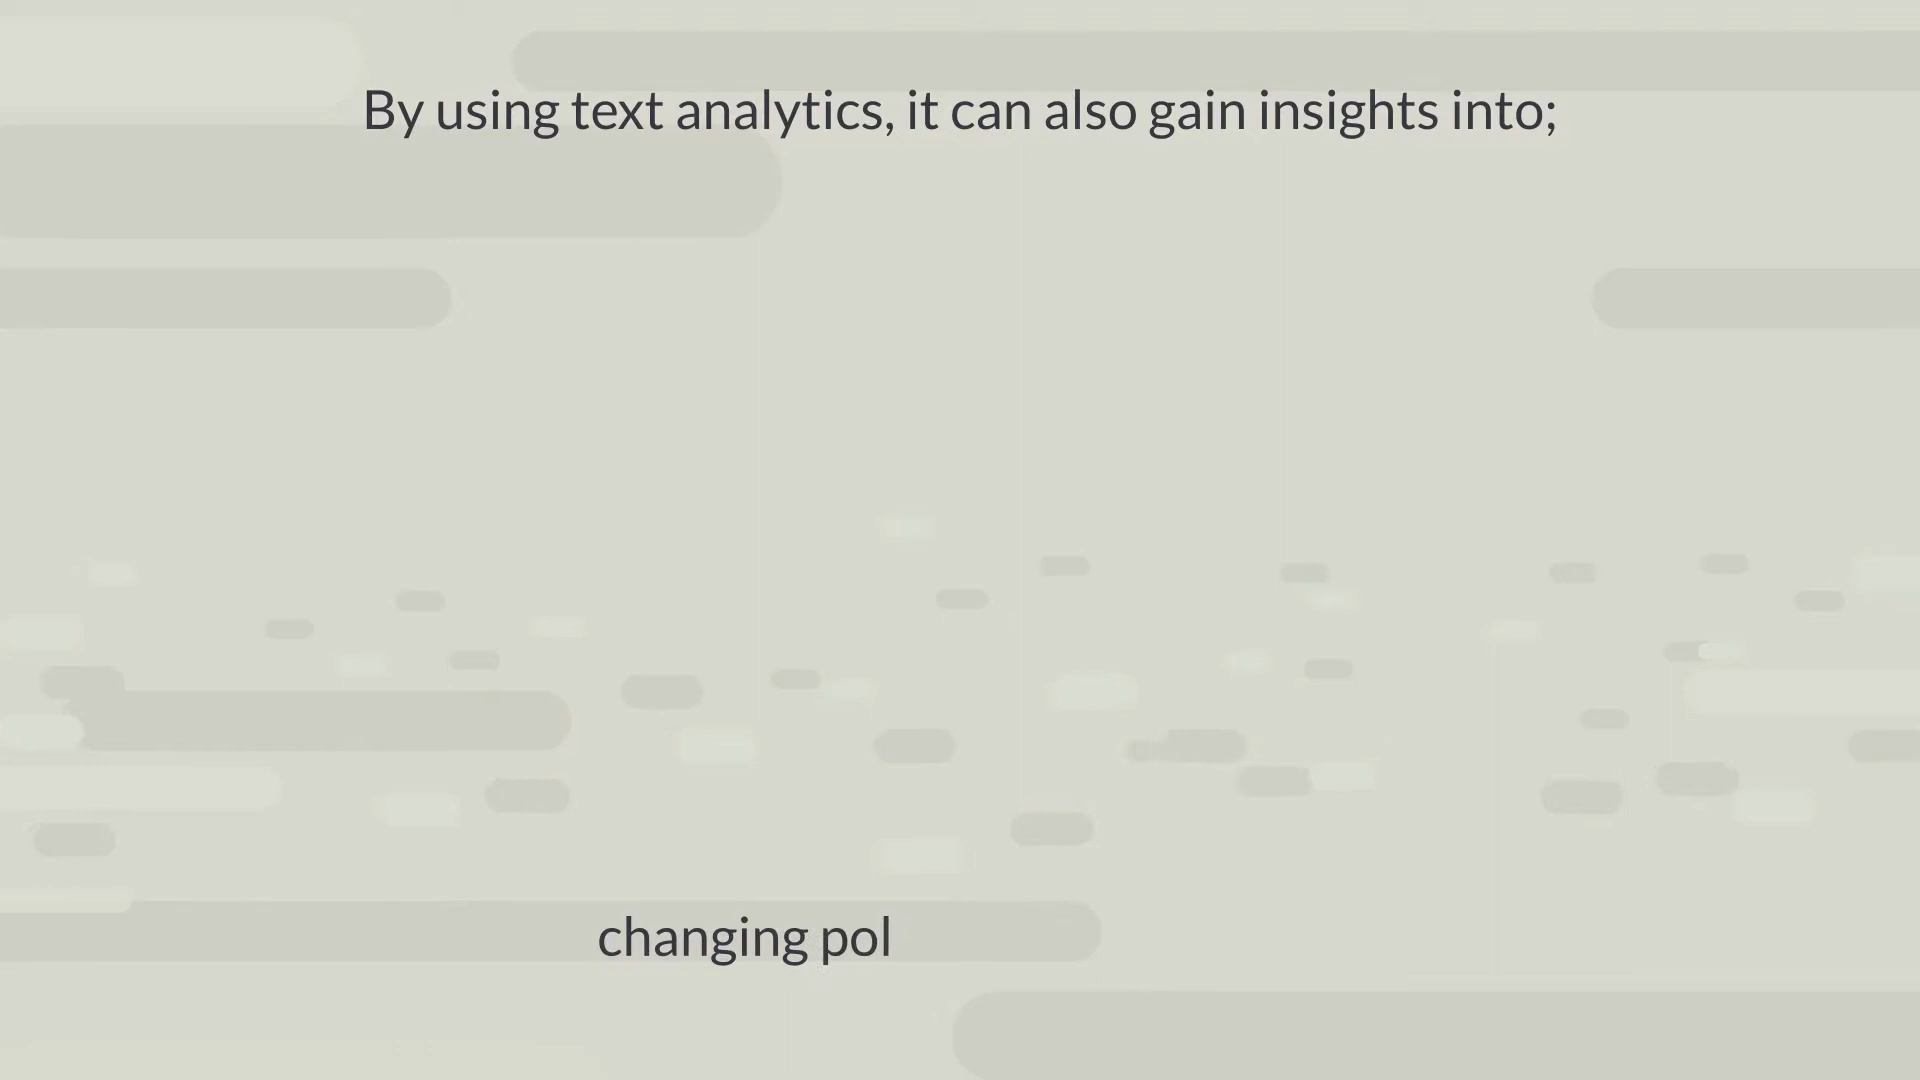 By using text analytics, it can also gain insights into;
changing pol